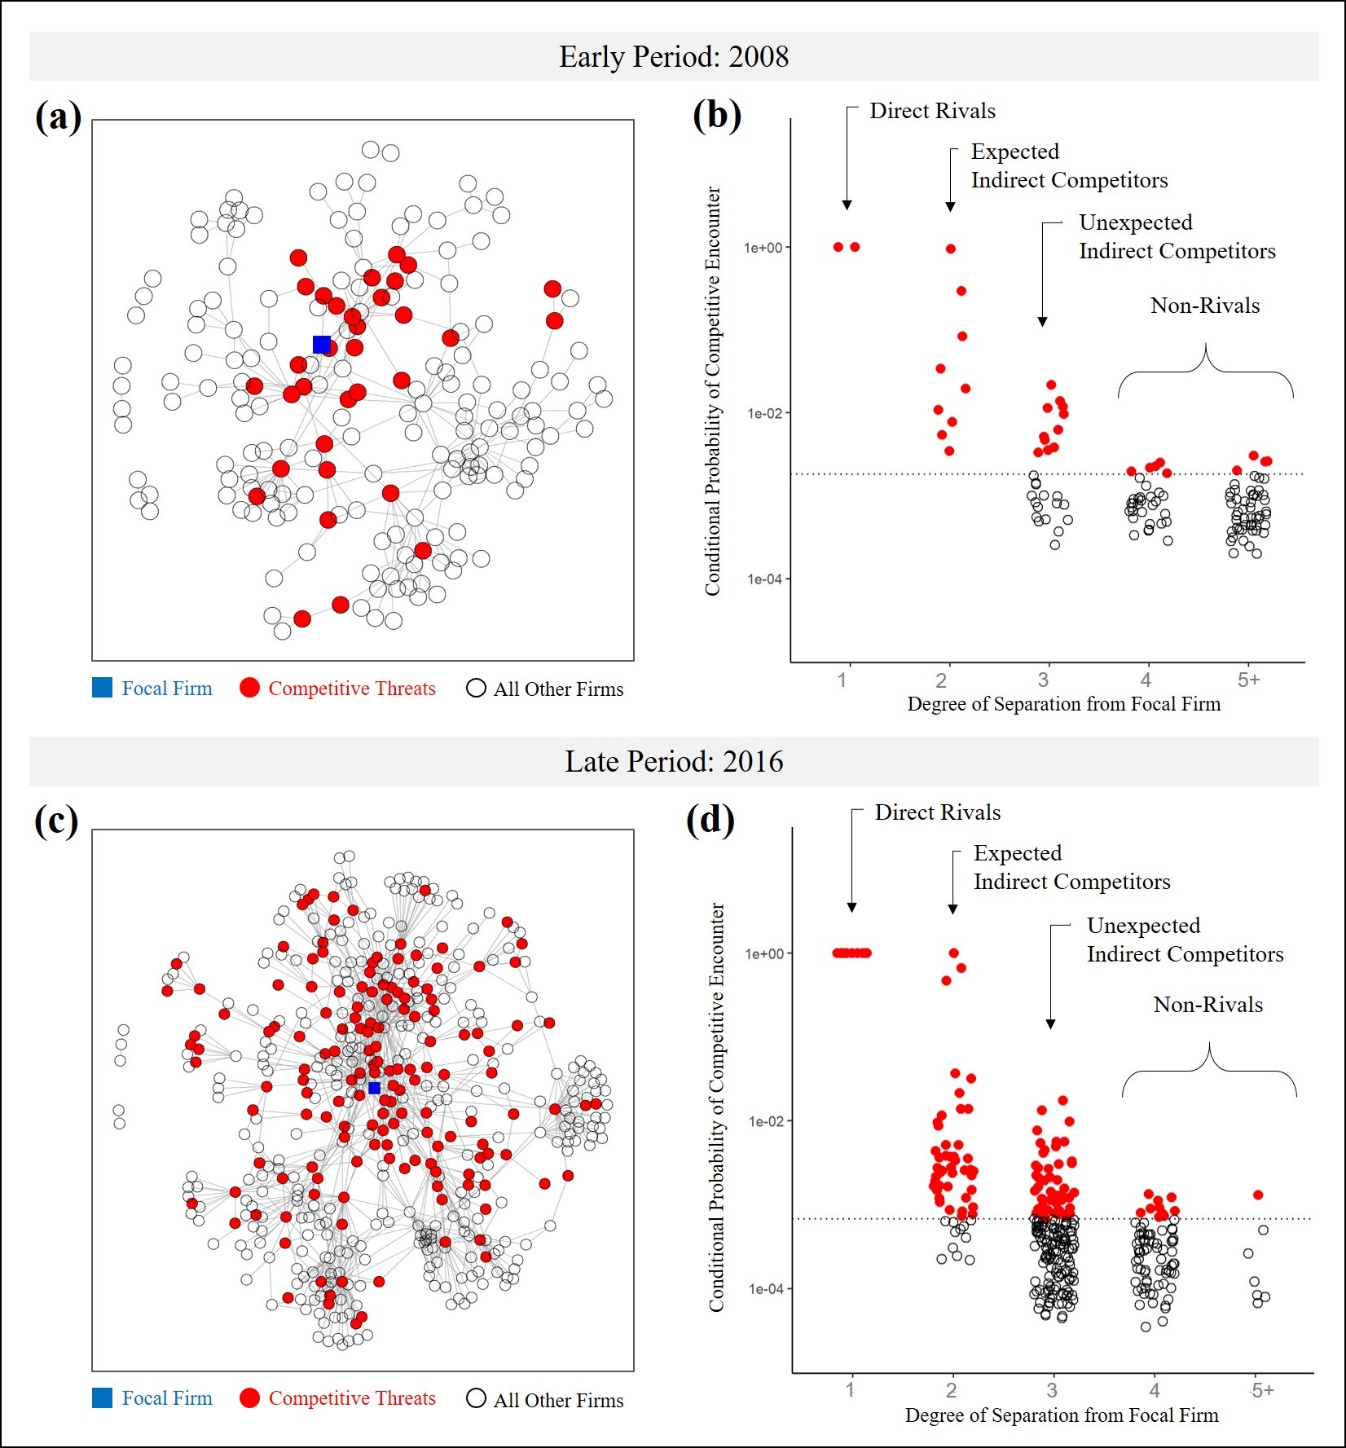 Early Period: 2008
(a)
Focal Firm
Competitive Threats
All Other Firms
(b)
Direct Rivals
Expected
Indirect Competitors
Unexpected
Indirect Competitors
Non-Rivals
Conditional Probability of Competitive Encounter
1e+00
1e-02
1e-04
1 2 3 4 5+
Degree of Separation from Focal Firm
Late Period: 2016
(c)
Focal Firm
Competitive Threats
All Other Firms
(d)
Direct Rivals
Expected
Indirect Competitors
Unexpected
Indirect Competitors
Non-Rivals
Conditional Probability of Competitive Encounter
1e+00
1e-02
1e-04
1 2 3 4 5+
Degree of Separation from Focal Firm